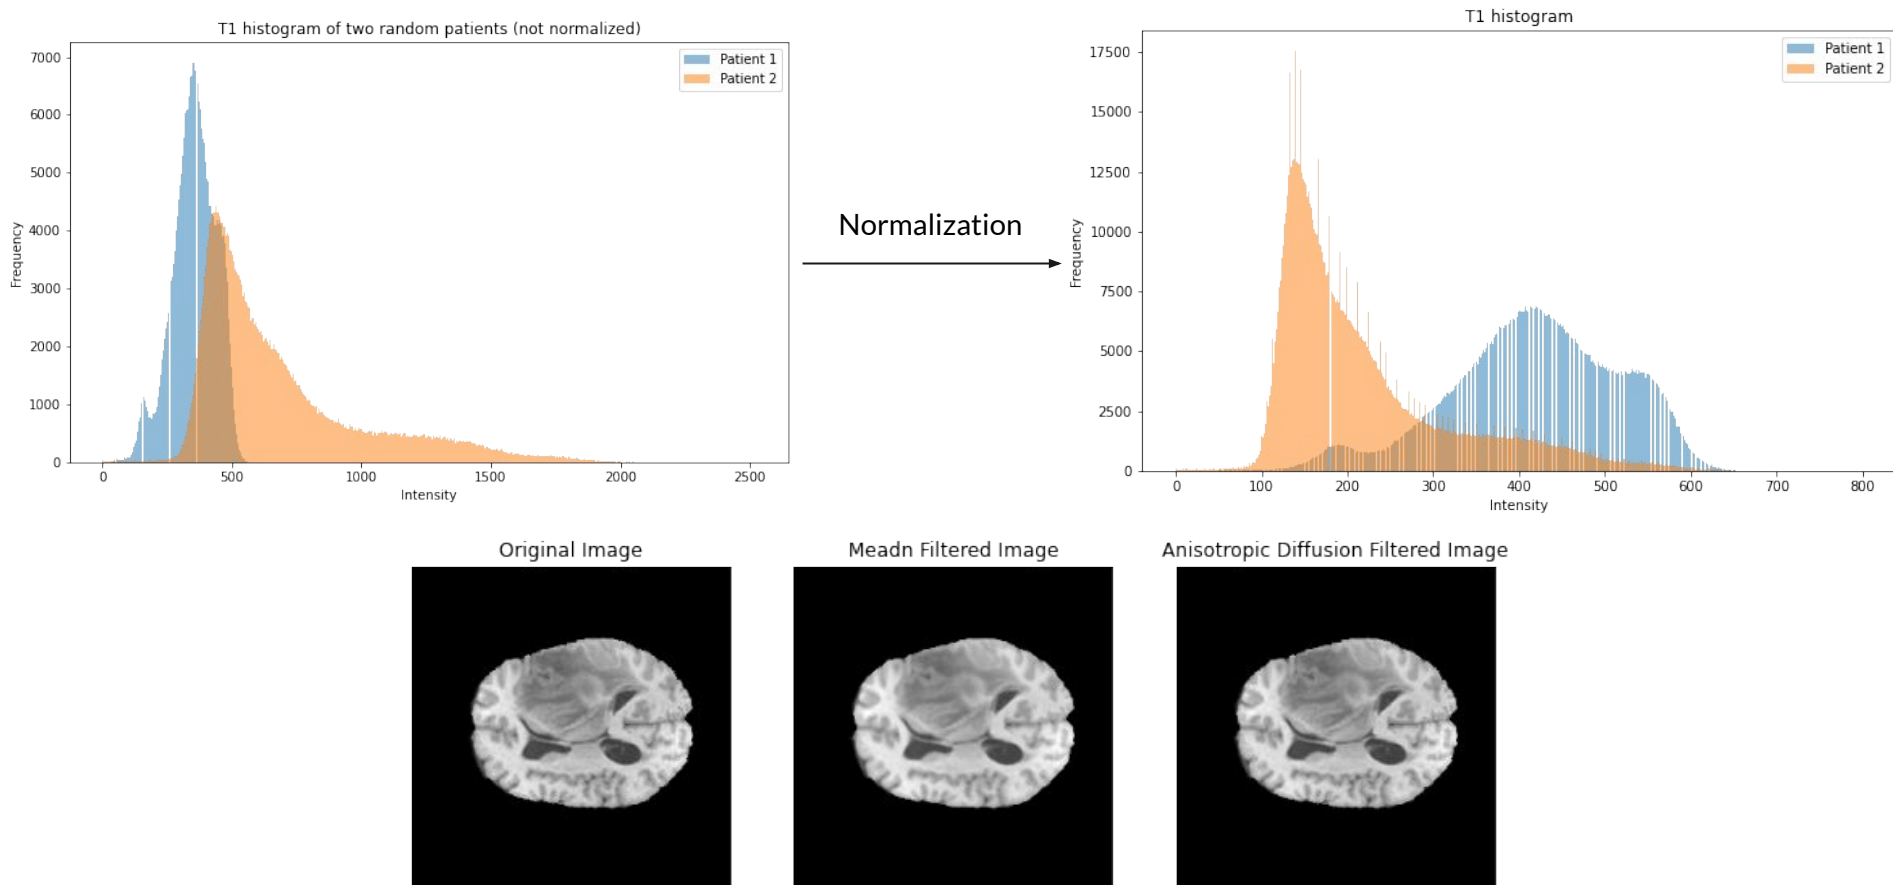 T1 histogram of two random patients (not normalized)
Patient 1
Patient 2
7000
6000
5000
4000
3000
2000
1000
0
Frequency
0 500 1000 1500 2000 2500
Intensity
Normalization
T1 histogram
Patient 1
Patient 2
17500
15000
12500
10000
7500
5000
2500
0
Frequency
0 100 200 300 400 500 600 700 800
Intensity
Original Image
Meadn Filtered Image
Anisotropic Diffusion Filtered Image